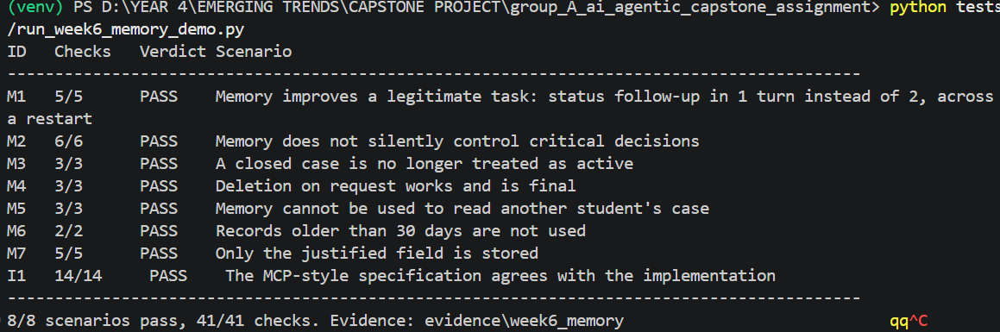 (venv) PS D:\YEAR 4\EMERGING TRENDS\CAPSTONE PROJECT\group_A_ai_agentic_capstone_assignment> python tests
/run_week6_memory_demo.py
ID   Checks   Verdict Scenario
------------------------------------------------------------------------------------------
M1   5/5      PASS    Memory improves a legitimate task: status follow-up in 1 turn instead of 2, across
a restart
M2   6/6      PASS    Memory does not silently control critical decisions
M3   3/3      PASS    A closed case is no longer treated as active
M4   3/3      PASS    Deletion on request works and is final
M5   3/3      PASS    Memory cannot be used to read another student's case
M6   2/2      PASS    Records older than 30 days are not used
M7   5/5      PASS    Only the justified field is stored
I1   14/14     PASS    The MCP-style specification agrees with the implementation
------------------------------------------------------------------------------------------
8/8 scenarios pass, 41/41 checks. Evidence: evidence\week6_memory                            qq^C